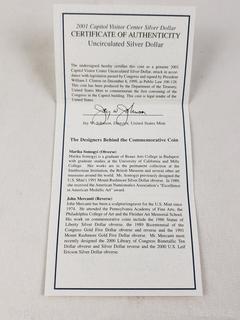 2001 Capitol Visitor Center Silver Dollar
CERTIFICATE OF AUTHENTICITY
Uncirculated Silver Dollar
The undersigned hereby certifies this coin as a genuine 2001
Capitol Visitor Center Uncirculated Silver Dollar, struck in accor-
dance with legislation passed by Congress and signed by President
William J. Clinton on December 6, 1999, as Public Law 106-126.
This coin has been produced by the Department of the Treasury,
United States Mint, to commemorate the first convening of the
Congress in the Capitol building. This coin is legal tender of the
United States.
Jay W. Johnson, Director, United States Mint
The Designers Behind the Commemorative Coin
Marika Somogyi (Obverse)
Marika Somogyi is a graduate of Beaux Arts College in Budapest
with graduate studies at the University of California and Mills
College. Her works are in the permanent collection at the
Smithsonian Institution, the British Museum and several other art
museums around the world. Ms. Somogyi previously designed the
U.S. Mint's 1991 Mount Rushmore Silver Dollar obverse. In 1989,
she received the American Numismatic Association's "Excellence
in American Medallic Art" award.
John Mercanti (Reverse)
John Mercanti has been a sculptor/engraver for the U.S. Mint since
1974. He attended the Pennsylvania Academy of Fine Arts, the
Philadelphia College of Art and the Fleisher Art Memorial School.
His work on commemorative coins include the 1986 Statue of
Liberty Silver Dollar obverse, the 1989 Bicentennial of the
Congress Gold Five Dollar obverse and reverse and the 1991
Mount Rushmore Gold Five Dollar obverse. Mr. Mercanti most
recently designed the 2000 Library of Congress Bimetallic Ten
Dollar obverse and Silver Dollar reverse and the 2000 U.S. Leif
Ericson Silver Dollar obverse.